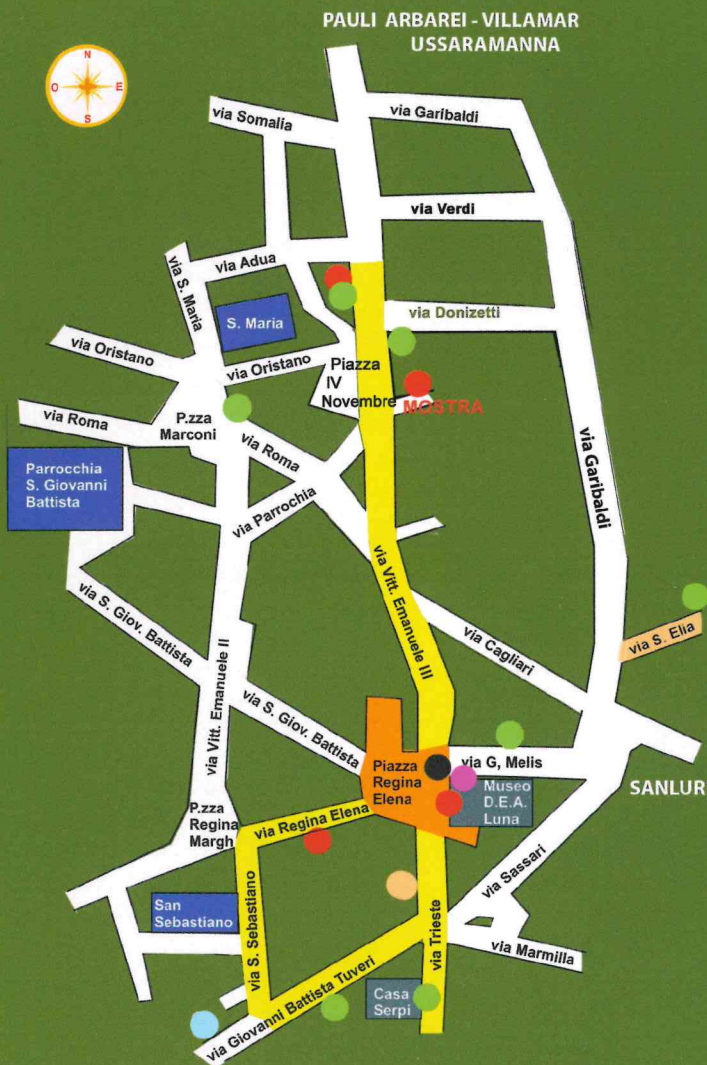 PAULI ARBAREI - VILLAMAR
USSARAMANNA
N
O
E
S
via Somalia
via Garibaldi
via Verdi
via S. Maria
via Adua
S. Maria
via Donizetti
via Oristano
via Oristano
Piazza
IV
Novembre
MOSTRA
via Roma
P.zza
Marconi
via Roma
via Garibaldi
Parrocchia
S. Giovanni
Battista
via Parrochia
via Vitt. Emanuele III
via S. Giov. Battista
via Vitt. Emanuele II
via Cagliari
via S. Elia
via S. Giov. Battista
Piazza
Regina
Elena
via G, Melis
Museo
D.E.A.
Luna
SANLUR
P.zza
Regina
Margh
via Regina Elena
via Sassari
San
Sebastiano
via S. Sebastiano
via Trieste
via Marmilla
Casa
Serpi
via Giovanni Battista Tuveri